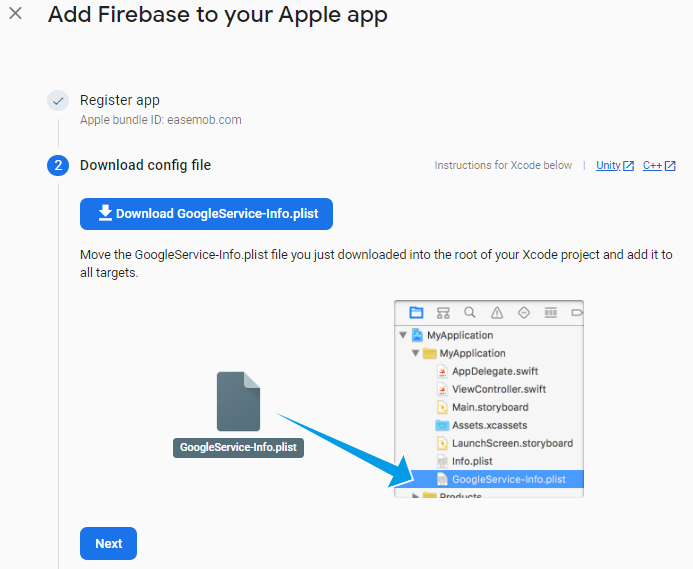 Add Firebase to your Apple app
Register app
Apple bundle ID: easemob.com
2 Download config file
Instructions for Xcode below | Unity C++
Download GoogleService-Info.plist
Move the GoogleService-Info.plist file you just downloaded into the root of your Xcode project and add it to
all targets.
MyApplication
MyApplication
AppDelegate.swift
ViewController.swift
Main.storyboard
Assets.xcassets
LaunchScreen.storyboard
Info.plist
GoogleService-Info.plist
Products
GoogleService-Info.plist
Next